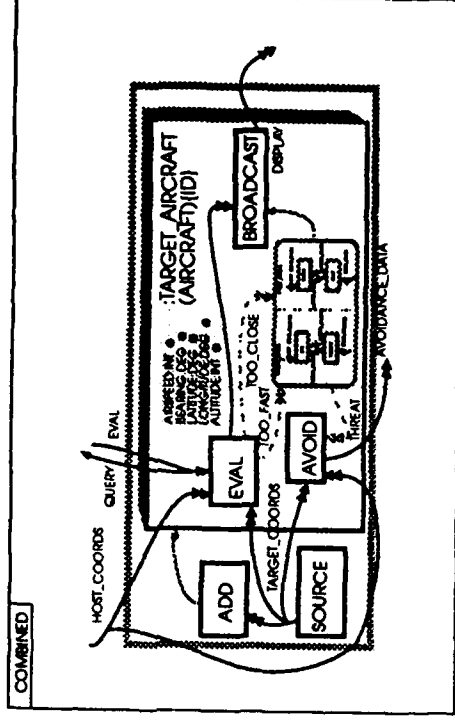 COMBINED
HOST_COORDS
QUERY
EVAL
:TARGET_AIRCRAFT
(AIRCRAFT){ID}
AIRSPEED:INT
BEARING:DEG
LATITUDE:DEG
LONGITUDE:DEG
ALTITUDE:INT
ADD
EVAL
BROADCAST
DISPLAY
TOO_FAST
TOO_CLOSE
TARGET_COORDS
SOURCE
AVOID
THREAT
AVOIDANCE_DATA